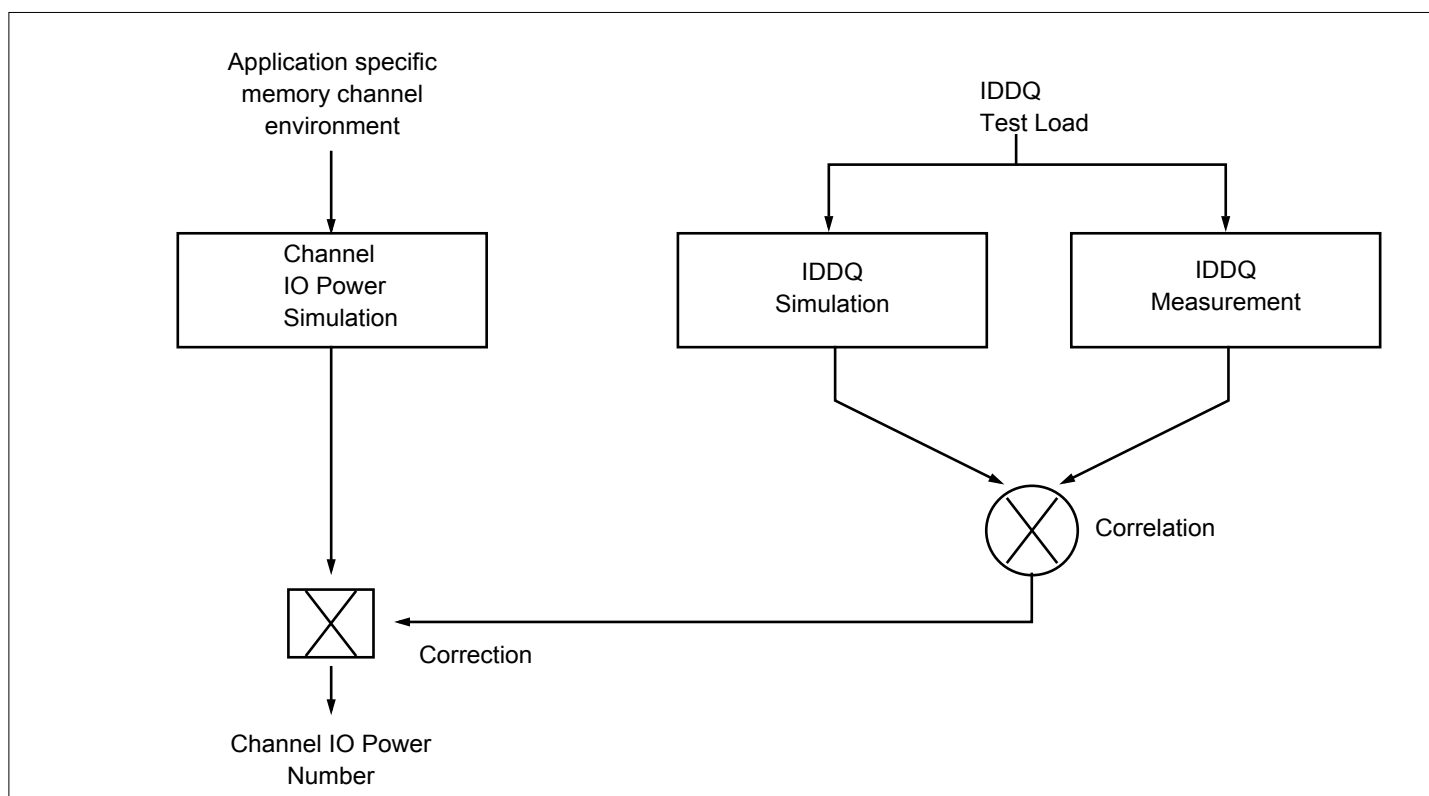 Application specific
memory channel
environment
IDDQ
Test Load
Channel
IO Power
Simulation
IDDQ
Simulation
IDDQ
Measurement
Correlation
Correction
Channel IO Power
Number